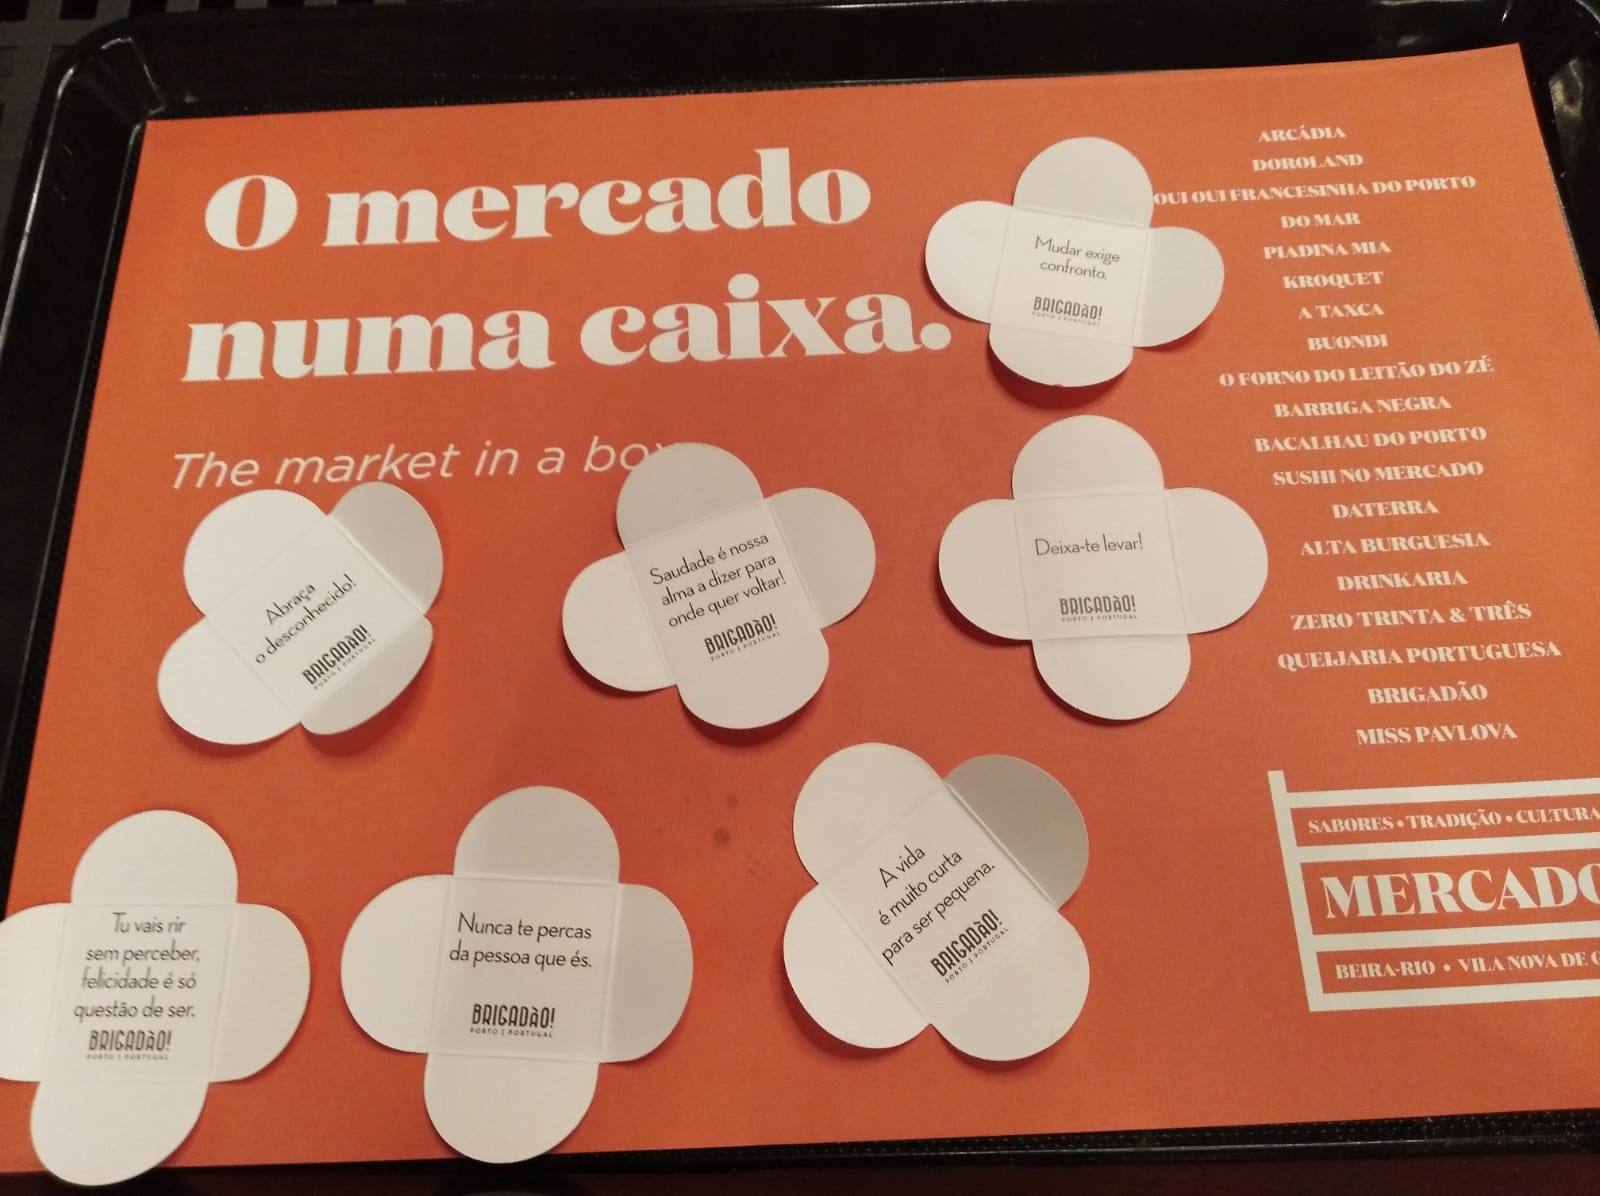 O mercado
numa caixa.
The market in a box
ARCÁDIA
DOROLAND
OUI OUI FRANCESINHA DO PORTO
DO MAR
PIADINA MIA
KROQUET
A TAXCA
BUONDI
O FORNO DO LEITÃO DO ZÉ
BARRIGA NEGRA
BACALHAU DO PORTO
SUSHI NO MERCADO
DATERRA
ALTA BURGUESIA
DRINKARIA
ZERO TRINTA & TRÊS
QUEIJARIA PORTUGUESA
BRIGADÃO
MISS PAVLOVA
SABORES • TRADIÇÃO • CULTURA
MERCADO
BEIRA-RIO • VILA NOVA DE G
Mudar exige
confronto.
BRIGADÃO!
PORTO | PORTUGAL
Abraça
o desconhecido!
BRIGADÃO!
PORTO | PORTUGAL
Saudade é nossa
alma a dizer para
onde quer voltar!
BRIGADÃO!
PORTO | PORTUGAL
Deixa-te levar!
BRIGADÃO!
PORTO | PORTUGAL
Tu vais rir
sem perceber,
felicidade é só
questão de ser.
BRIGADÃO!
PORTO | PORTUGAL
Nunca te percas
da pessoa que és.
BRIGADÃO!
PORTO | PORTUGAL
A vida
é muito curta
para ser pequena.
BRIGADÃO!
PORTO | PORTUGAL